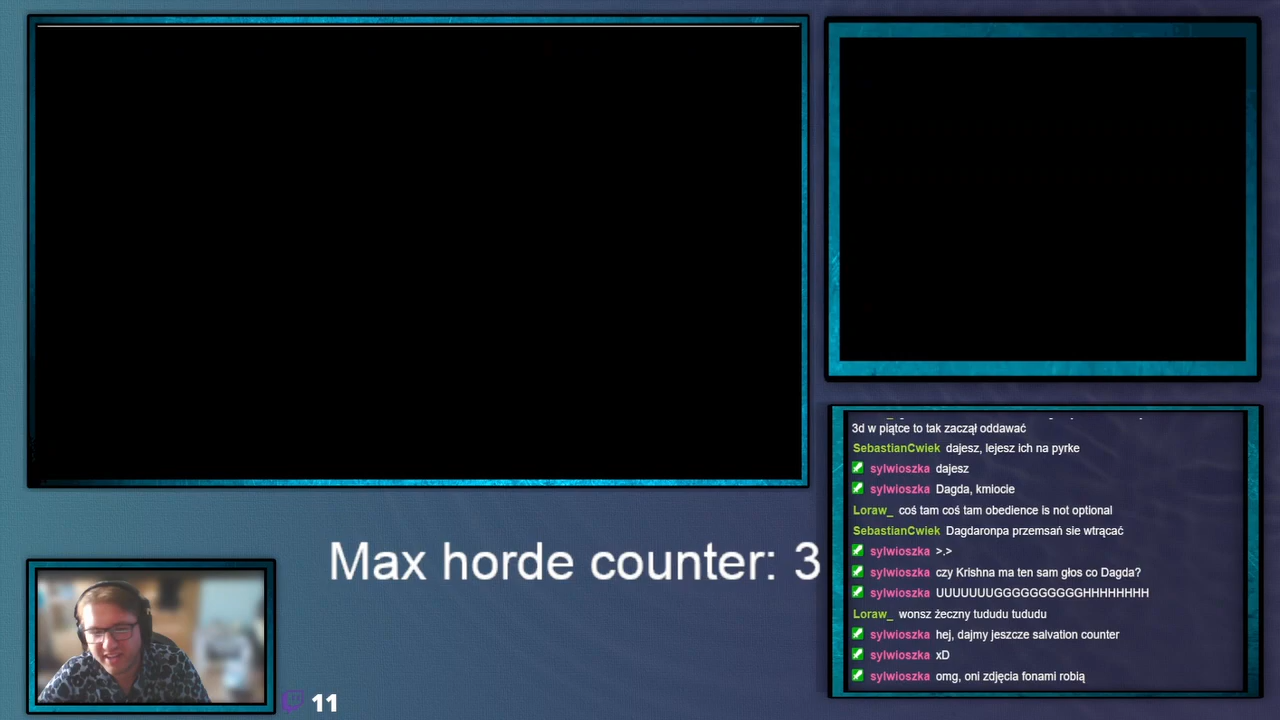 3d w piątce to tak zaczął oddawać
SebastianCwiek dajesz, lejesz ich na pyrke
sylwioszka dajesz
sylwioszka Dagda, kmiocie
Loraw_ coś tam coś tam obedience is not optional
SebastianCwiek Dagdaronpa przemsań sie wtrącać
sylwioszka >.>
sylwioszka czy Krishna ma ten sam głos co Dagda?
sylwioszka UUUUUUUGGGGGGGGGGHHHHHHHH
Loraw_ wonsz żeczny tududu tududu
sylwioszka hej, dajmy jeszcze salvation counter
sylwioszka xD
sylwioszka omg, oni zdjęcia fonami robią
Max horde counter: 3
11